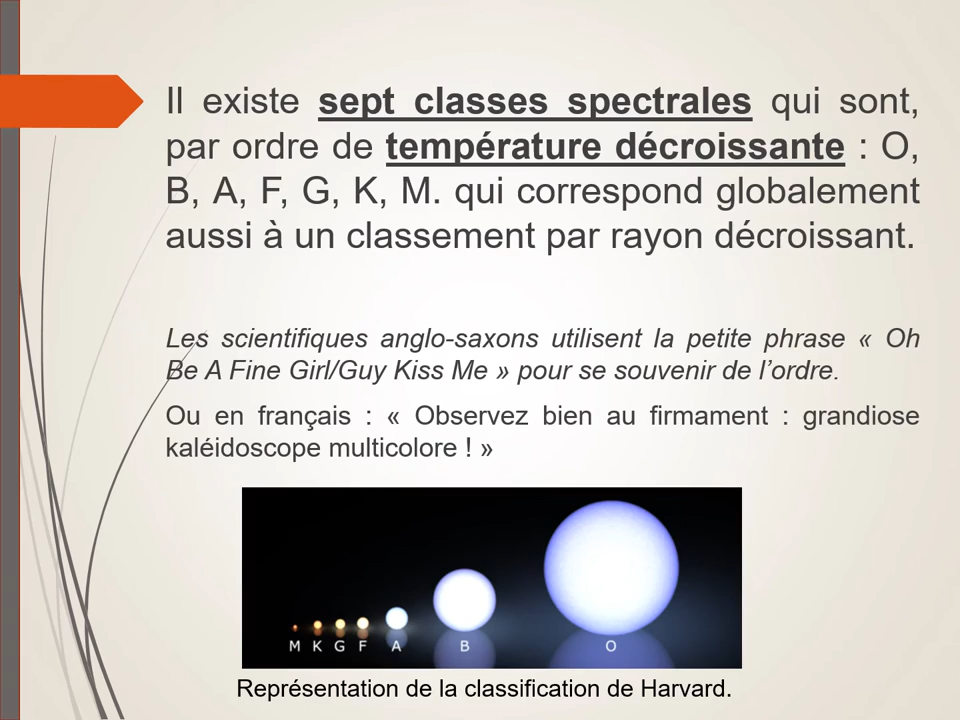 Il existe sept classes spectrales qui sont,
par ordre de température décroissante : O,
B, A, F, G, K, M. qui correspond globalement
aussi à un classement par rayon décroissant.
Les scientifiques anglo-saxons utilisent la petite phrase « Oh
Be A Fine Girl/Guy Kiss Me » pour se souvenir de l’ordre.
Ou en français : « Observez bien au firmament : grandiose
kaléidoscope multicolore ! »
M K G F A B O
Représentation de la classification de Harvard.